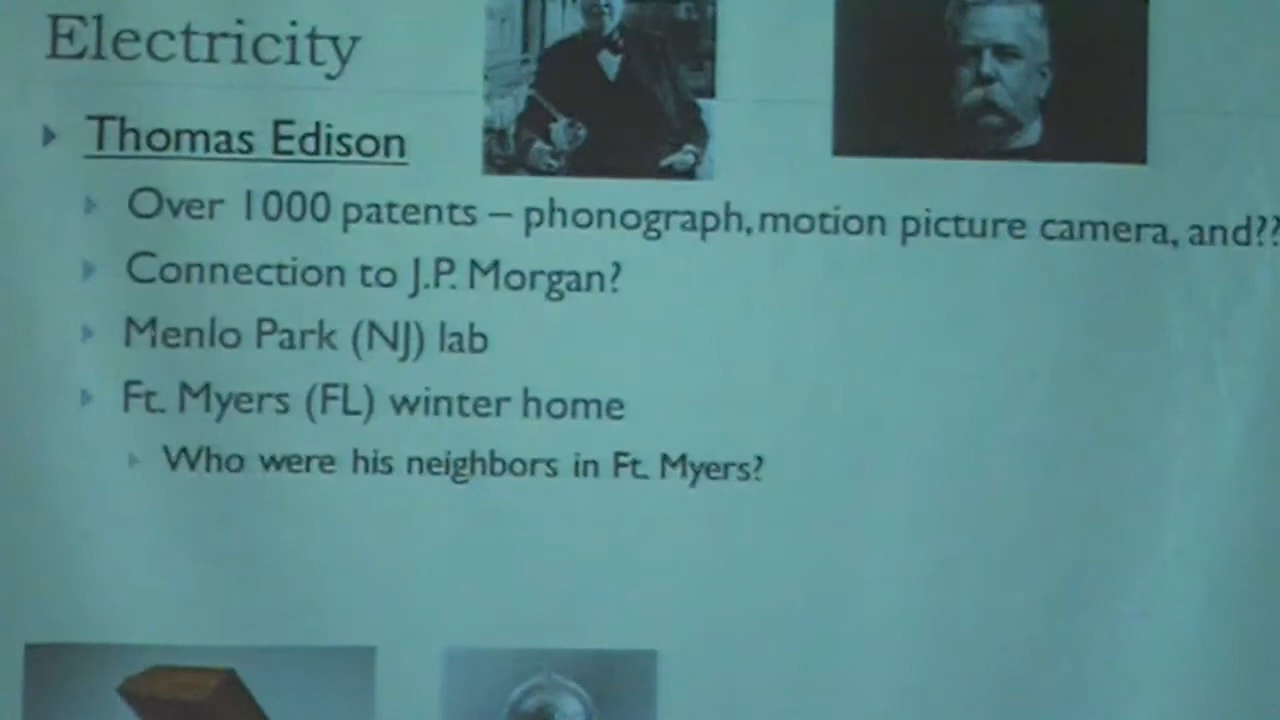 Electricity
Thomas Edison
Over 1000 patents – phonograph, motion picture camera, and??
Connection to J.P. Morgan?
Menlo Park (NJ) lab
Ft. Myers (FL) winter home
Who were his neighbors in Ft. Myers?